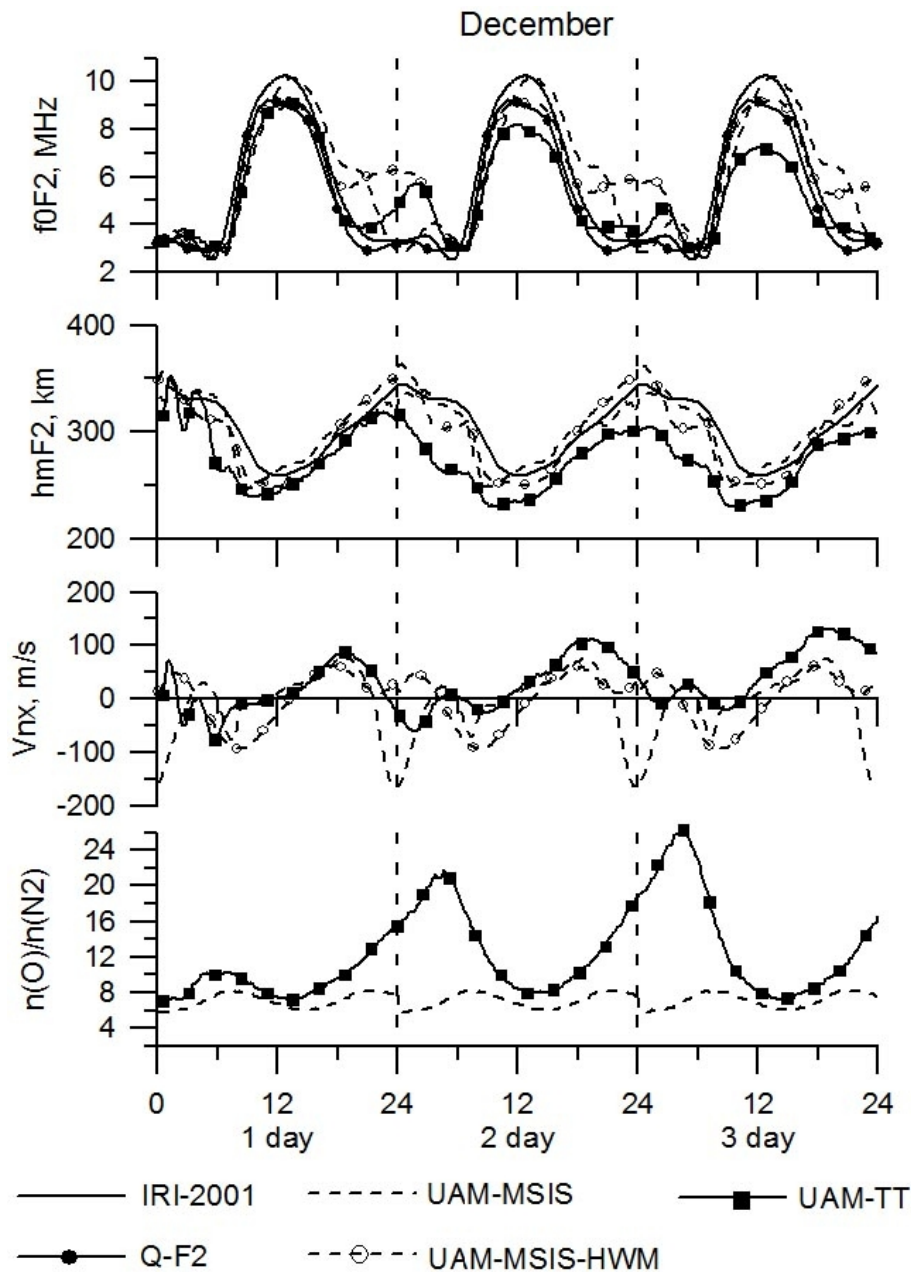 December
f0F2, MHz
10
8
6
4
2
hmF2, km
400
300
200
Vnx, m/s
200
100
0
-100
-200
n(O)/n(N2)
24
20
16
12
8
4
0 12 24 12 24 12 24
1 day 2 day 3 day
IRI-2001 UAM-MSIS UAM-TT
Q-F2 UAM-MSIS-HWM